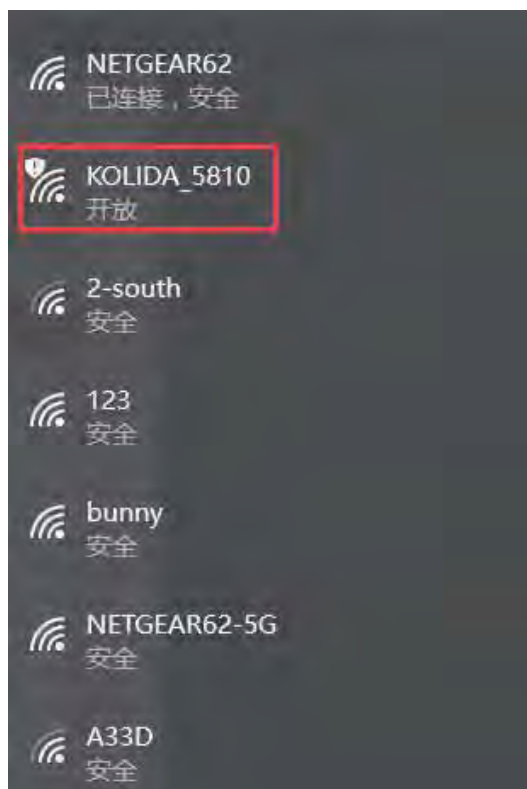 NETGEAR62
已连接，安全
KOLIDA_5810
开放
2-south
安全
123
安全
bunny
安全
NETGEAR62-5G
安全
A33D
安全